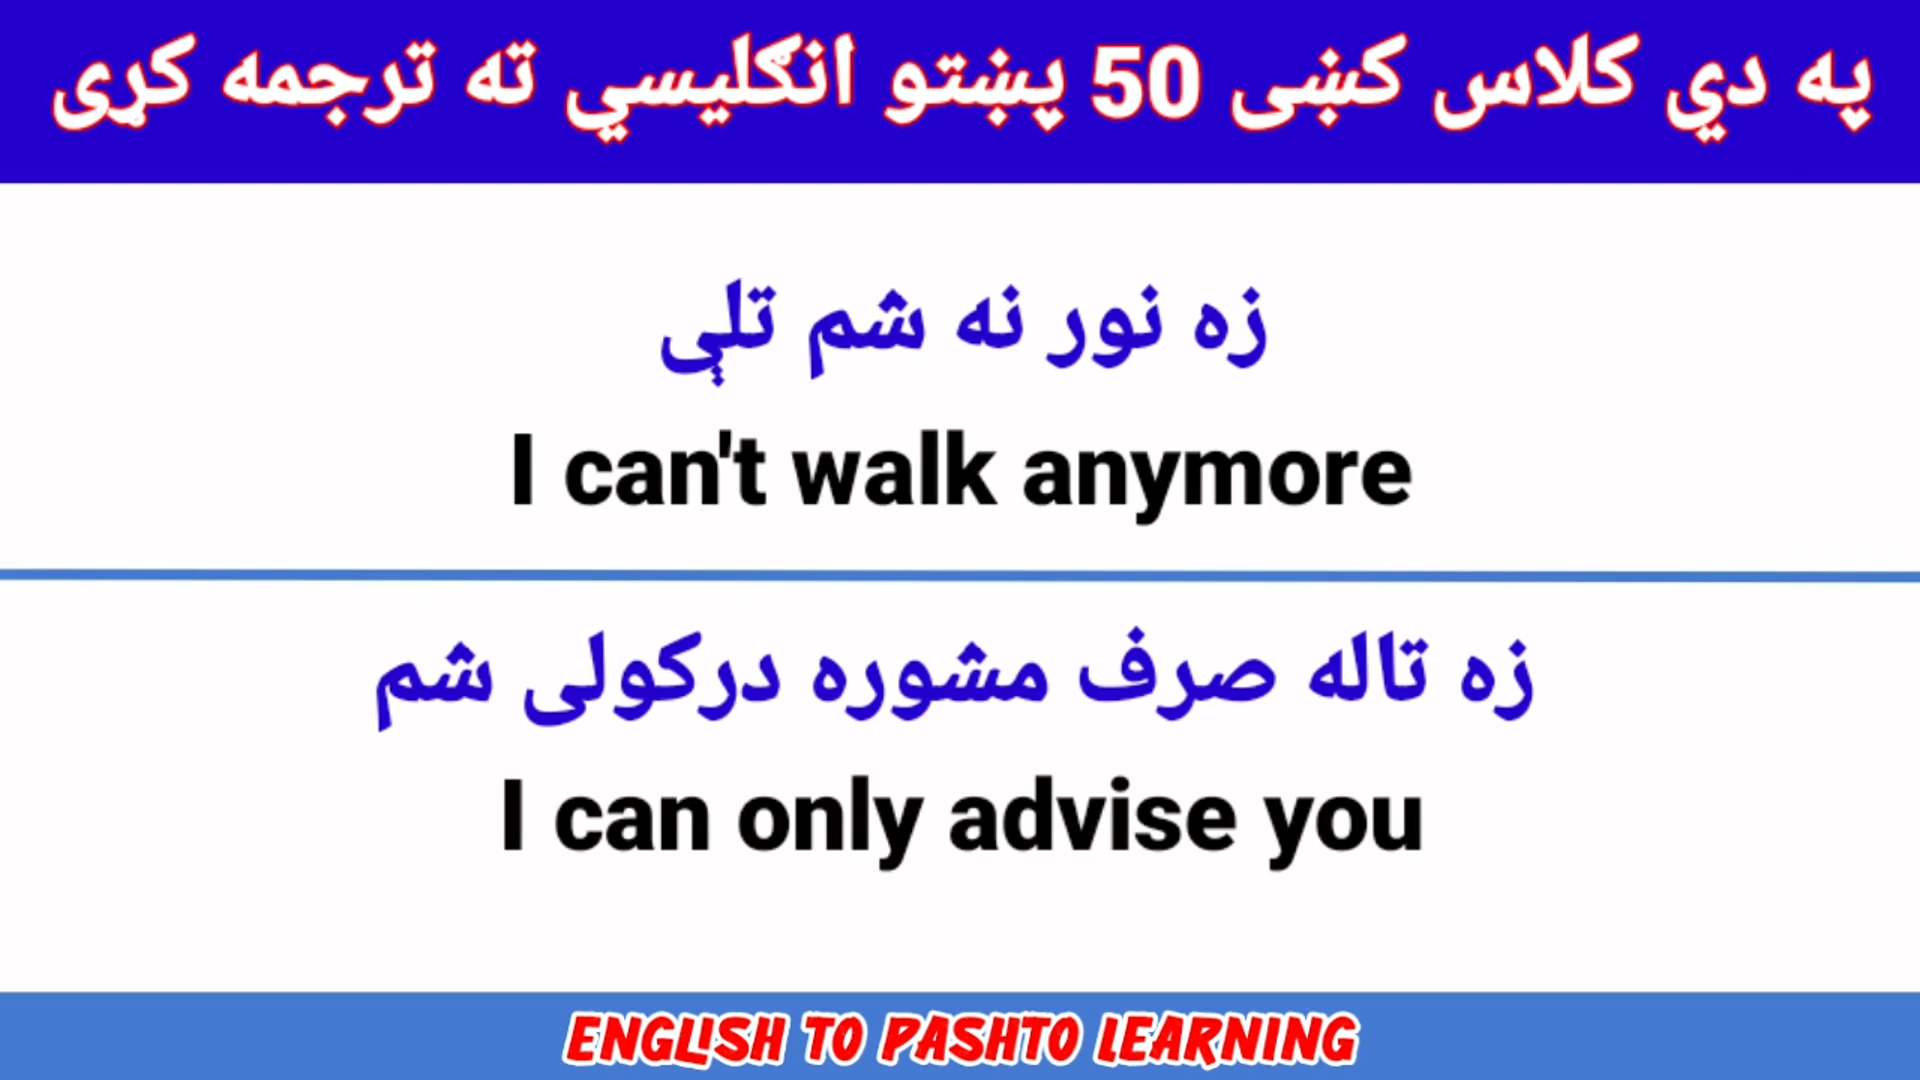 په دي کلاس کښی 50 پښتو انګلیسي ته ترجمه کړی
زه نور نه شم تلې
I can't walk anymore
زه تاله صرف مشوره درکولی شم
I can only advise you
ENGLISH TO PASHTO LEARNING